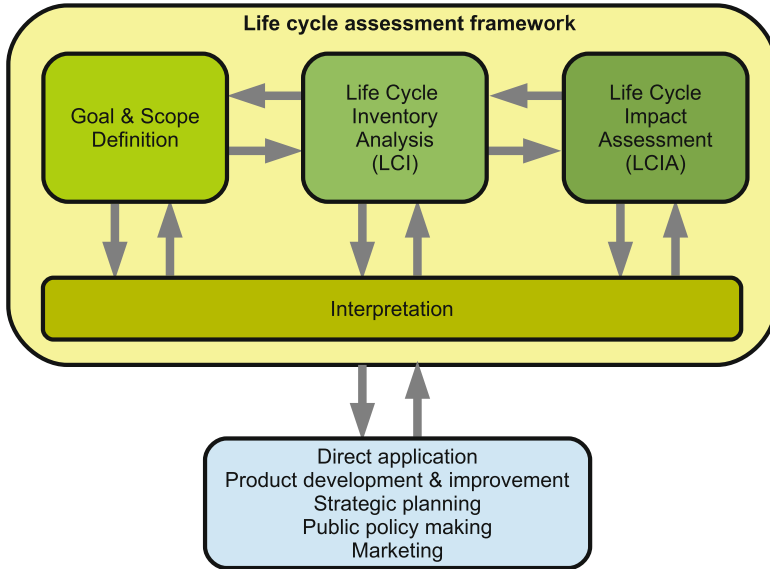 Life cycle assessment framework
Goal & Scope
Definition
Life Cycle
Inventory
Analysis
(LCI)
Life Cycle
Impact
Assessment
(LCIA)
Interpretation
Direct application
Product development & improvement
Strategic planning
Public policy making
Marketing